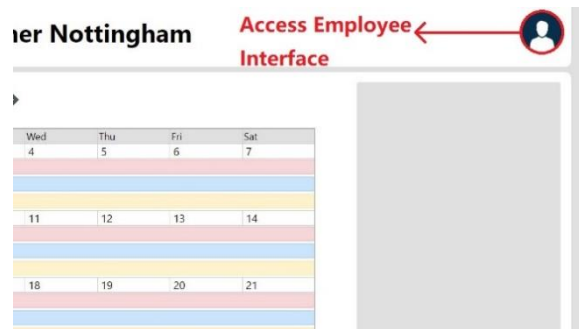 ner Nottingham
Access Employee
Interface
Wed Thu Fri Sat
4 5 6 7
11 12 13 14
18 19 20 21